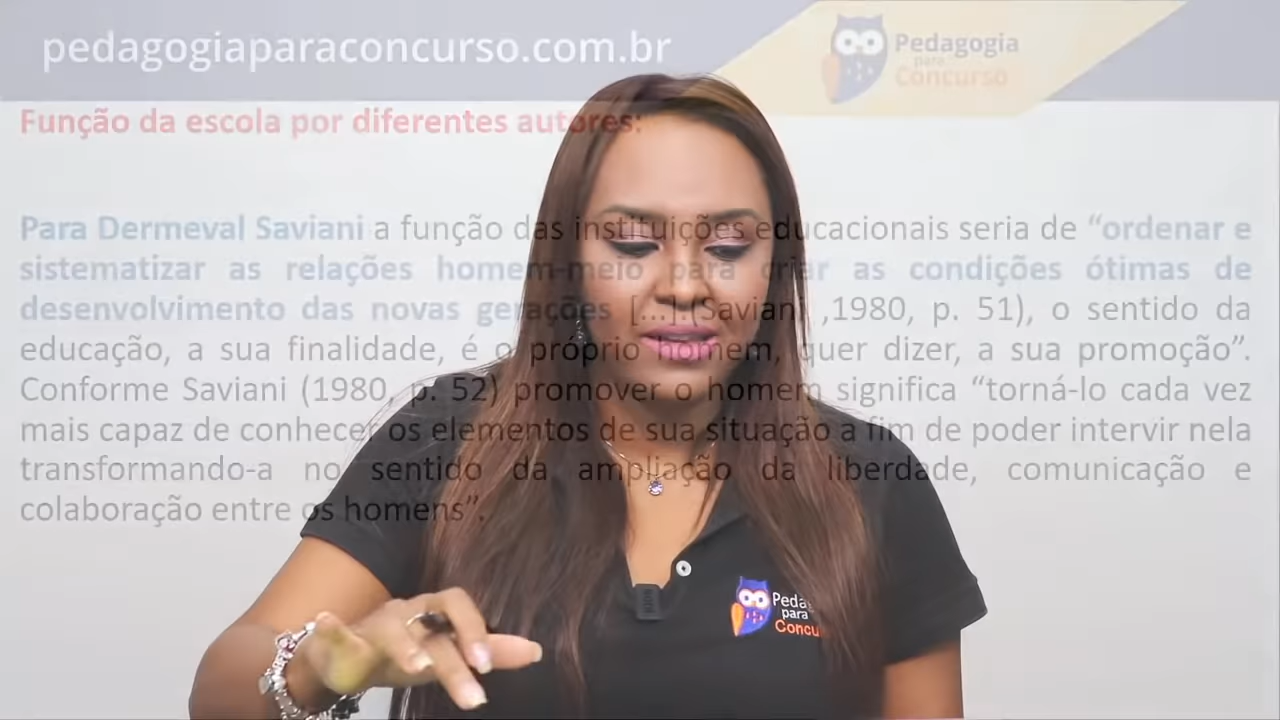 pedagogiaparaconcurso.com.br
Pedagogia
para
Concurso
Função da escola por diferentes autores:
Para Dermeval Saviani a função das instituições educacionais seria de “ordenar e
sistematizar as relações homem-meio para criar as condições ótimas de
desenvolvimento das novas gerações [...] (Saviani ,1980, p. 51), o sentido da
educação, a sua finalidade, é o próprio homem, quer dizer, a sua promoção”.
Conforme Saviani (1980, p. 52) promover o homem significa “torná-lo cada vez
mais capaz de conhecer os elementos de sua situação a fim de poder intervir nela
transformando-a no sentido da ampliação da liberdade, comunicação e
colaboração entre os homens”.
para